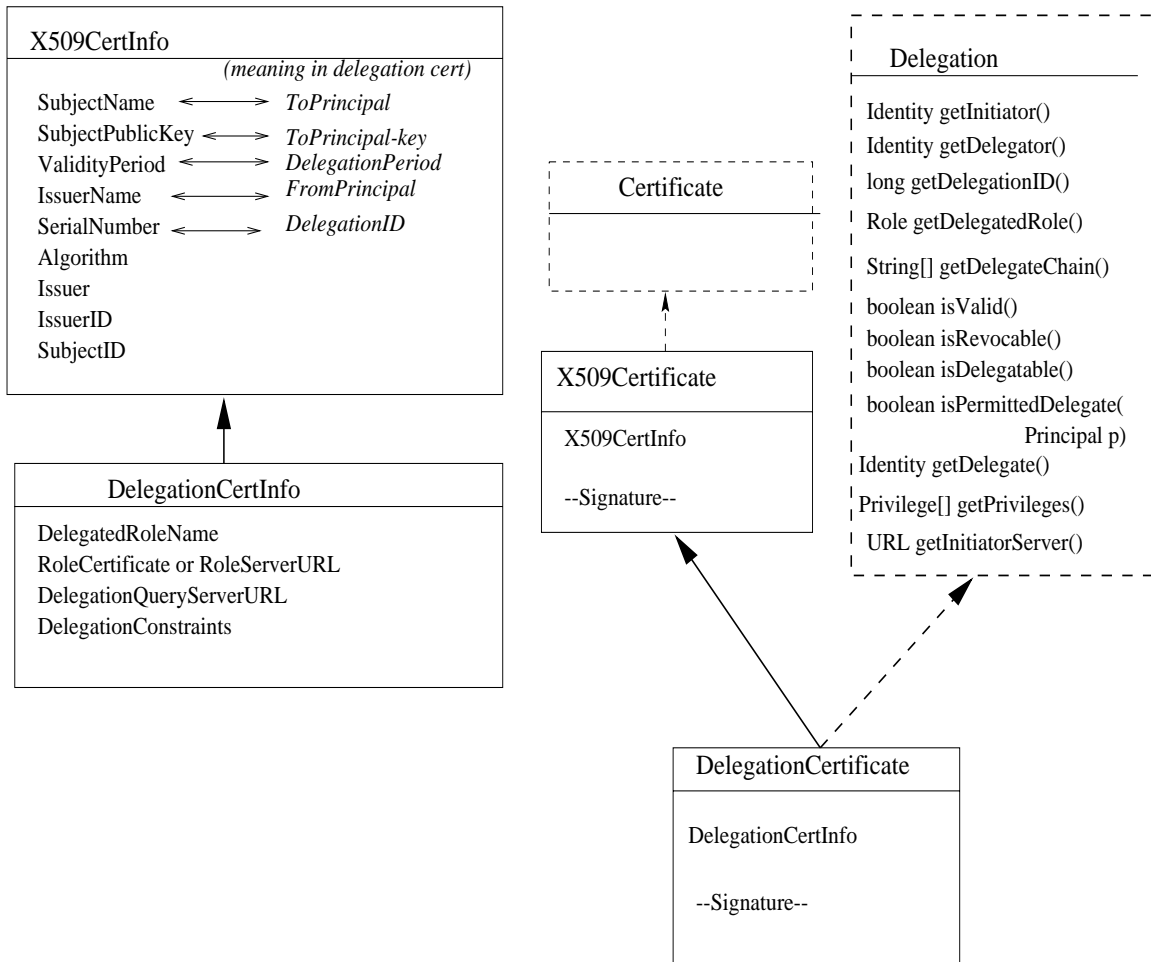 X509CertInfo
(meaning in delegation cert)
SubjectName ToPrincipal
SubjectPublicKey ToPrincipal-key
ValidityPeriod DelegationPeriod
IssuerName FromPrincipal
SerialNumber DelegationID
Algorithm
Issuer
IssuerID
SubjectID
DelegationCertInfo
DelegatedRoleName
RoleCertificate or RoleServerURL
DelegationQueryServerURL
DelegationConstraints
Certificate
X509Certificate
X509CertInfo
--Signature--
Delegation
Identity getInitiator()
Identity getDelegator()
long getDelegationID()
Role getDelegatedRole()
String[] getDelegateChain()
boolean isValid()
boolean isRevocable()
boolean isDelegatable()
boolean isPermittedDelegate(
Principal p)
Identity getDelegate()
Privilege[] getPrivileges()
URL getInitiatorServer()
DelegationCertificate
DelegationCertInfo
--Signature--